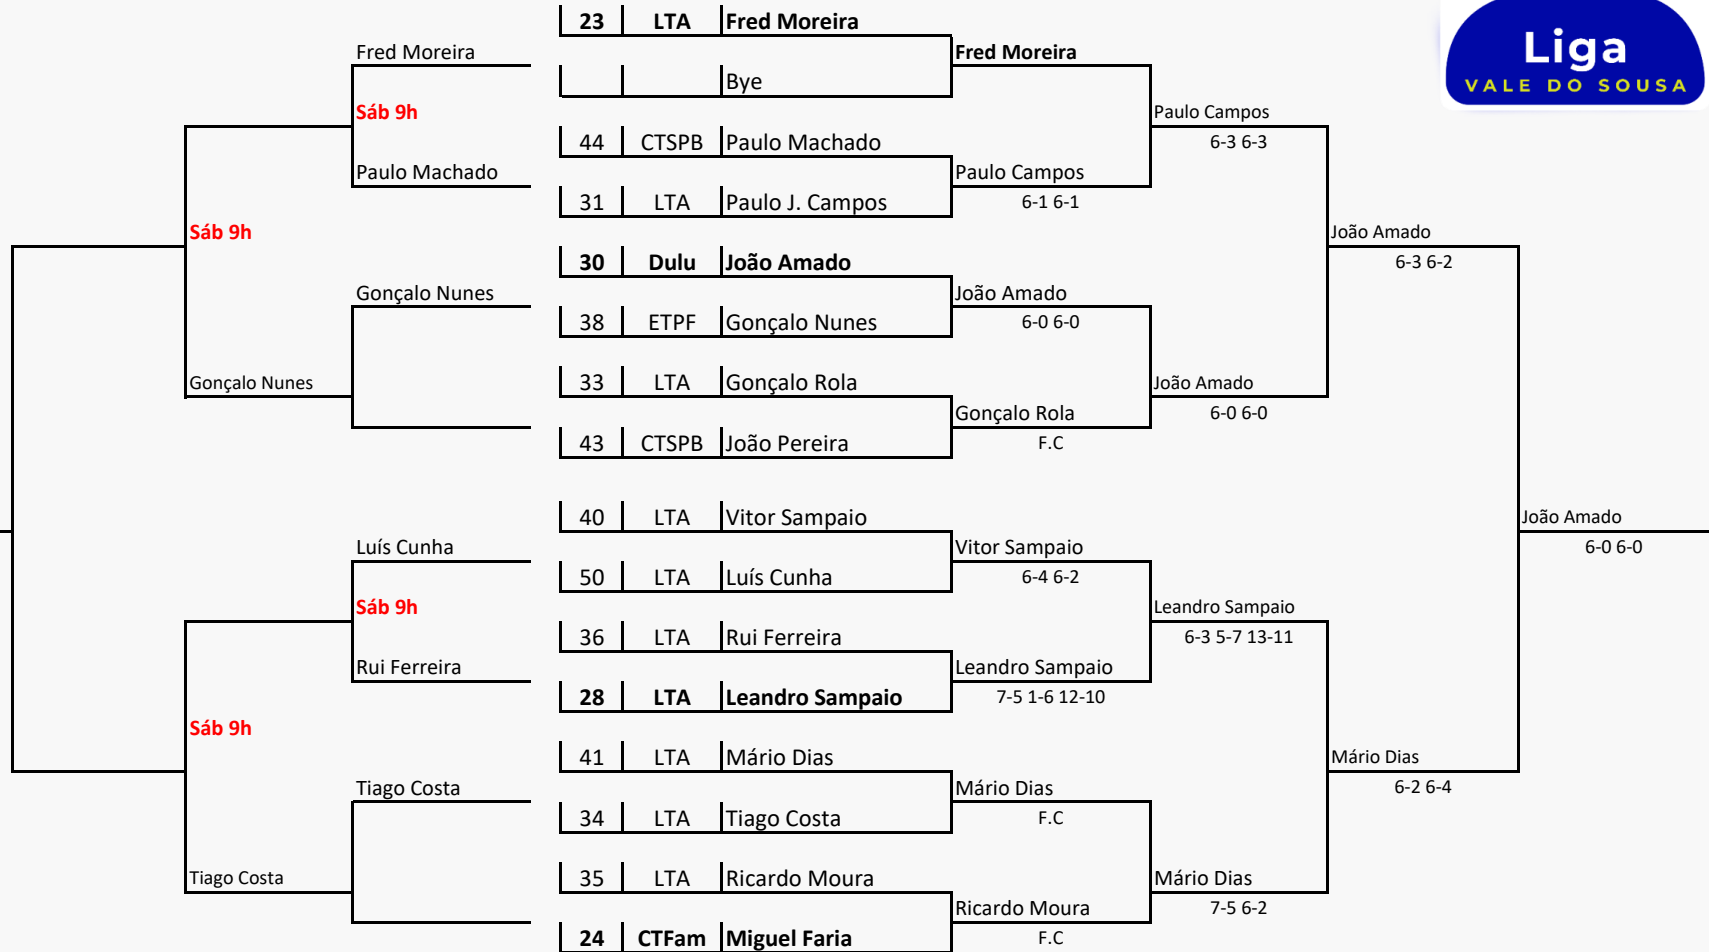 23 LTA Fred Moreira
Liga
VALE DO SOUSA
Fred Moreira Fred Moreira
Bye
Sáb 9h Paulo Campos
44 CTSPB Paulo Machado 6-3 6-3
Paulo Machado Paulo Campos
31 LTA Paulo J. Campos 6-1 6-1
Sáb 9h João Amado
30 Dulu João Amado 6-3 6-2
Gonçalo Nunes João Amado
38 ETPF Gonçalo Nunes 6-0 6-0
Gonçalo Nunes 33 LTA Gonçalo Rola João Amado
Gonçalo Rola 6-0 6-0
43 CTSPB João Pereira F.C
40 LTA Vitor Sampaio João Amado
Luís Cunha Vitor Sampaio 6-0 6-0
50 LTA Luís Cunha 6-4 6-2
Sáb 9h Leandro Sampaio
36 LTA Rui Ferreira 6-3 5-7 13-11
Rui Ferreira Leandro Sampaio
28 LTA Leandro Sampaio 7-5 1-6 12-10
Sáb 9h
41 LTA Mário Dias Mário Dias
Tiago Costa Mário Dias 6-2 6-4
34 LTA Tiago Costa F.C
Tiago Costa 35 LTA Ricardo Moura Mário Dias
Ricardo Moura 7-5 6-2
24 CTFam Miguel Faria F.C